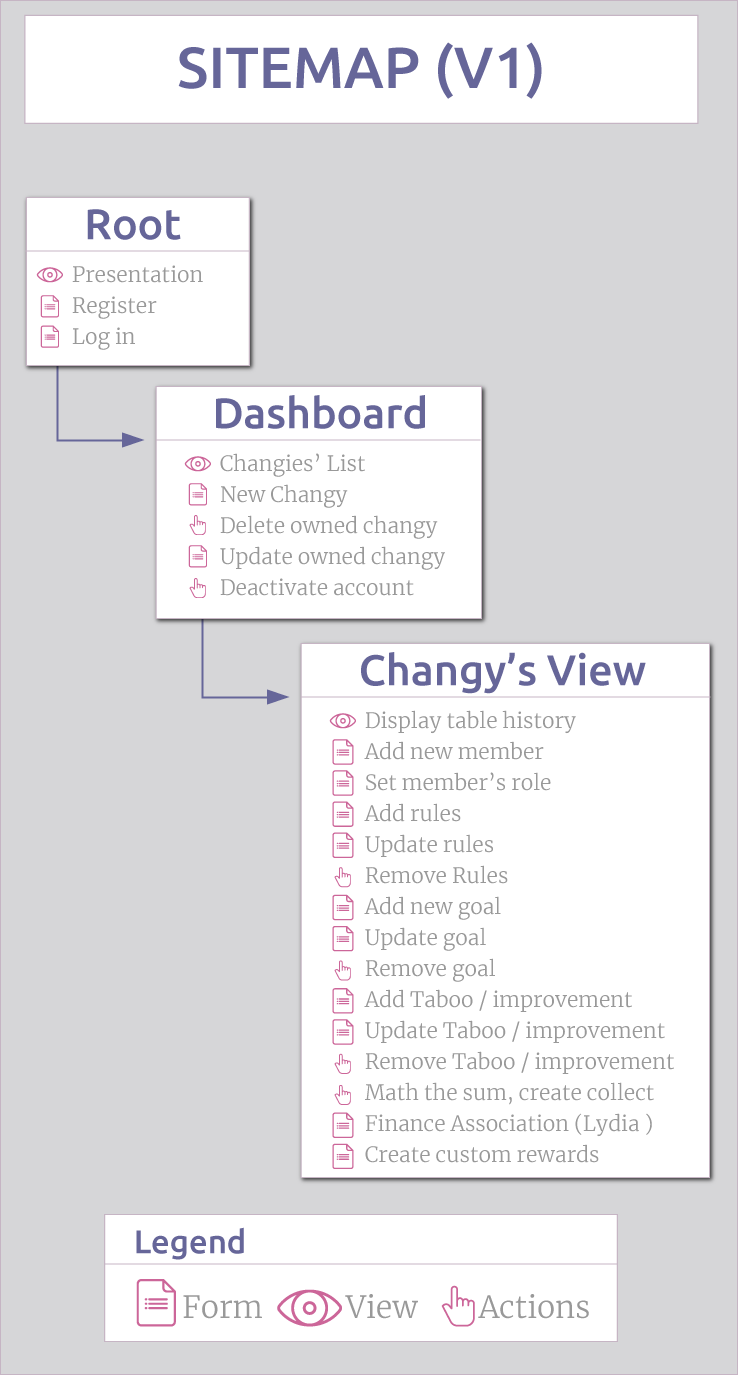 SITEMAP (V1)
Root
Presentation
Register
Log in
Dashboard
Changies’ List
New Changy
Delete owned changy
Update owned changy
Deactivate account
Changy’s View
Display table history
Add new member
Set member’s role
Add rules
Update rules
Remove Rules
Add new goal
Update goal
Remove goal
Add Taboo / improvement
Update Taboo / improvement
Remove Taboo / improvement
Math the sum, create collect
Finance Association (Lydia )
Create custom rewards
Legend
Form View Actions